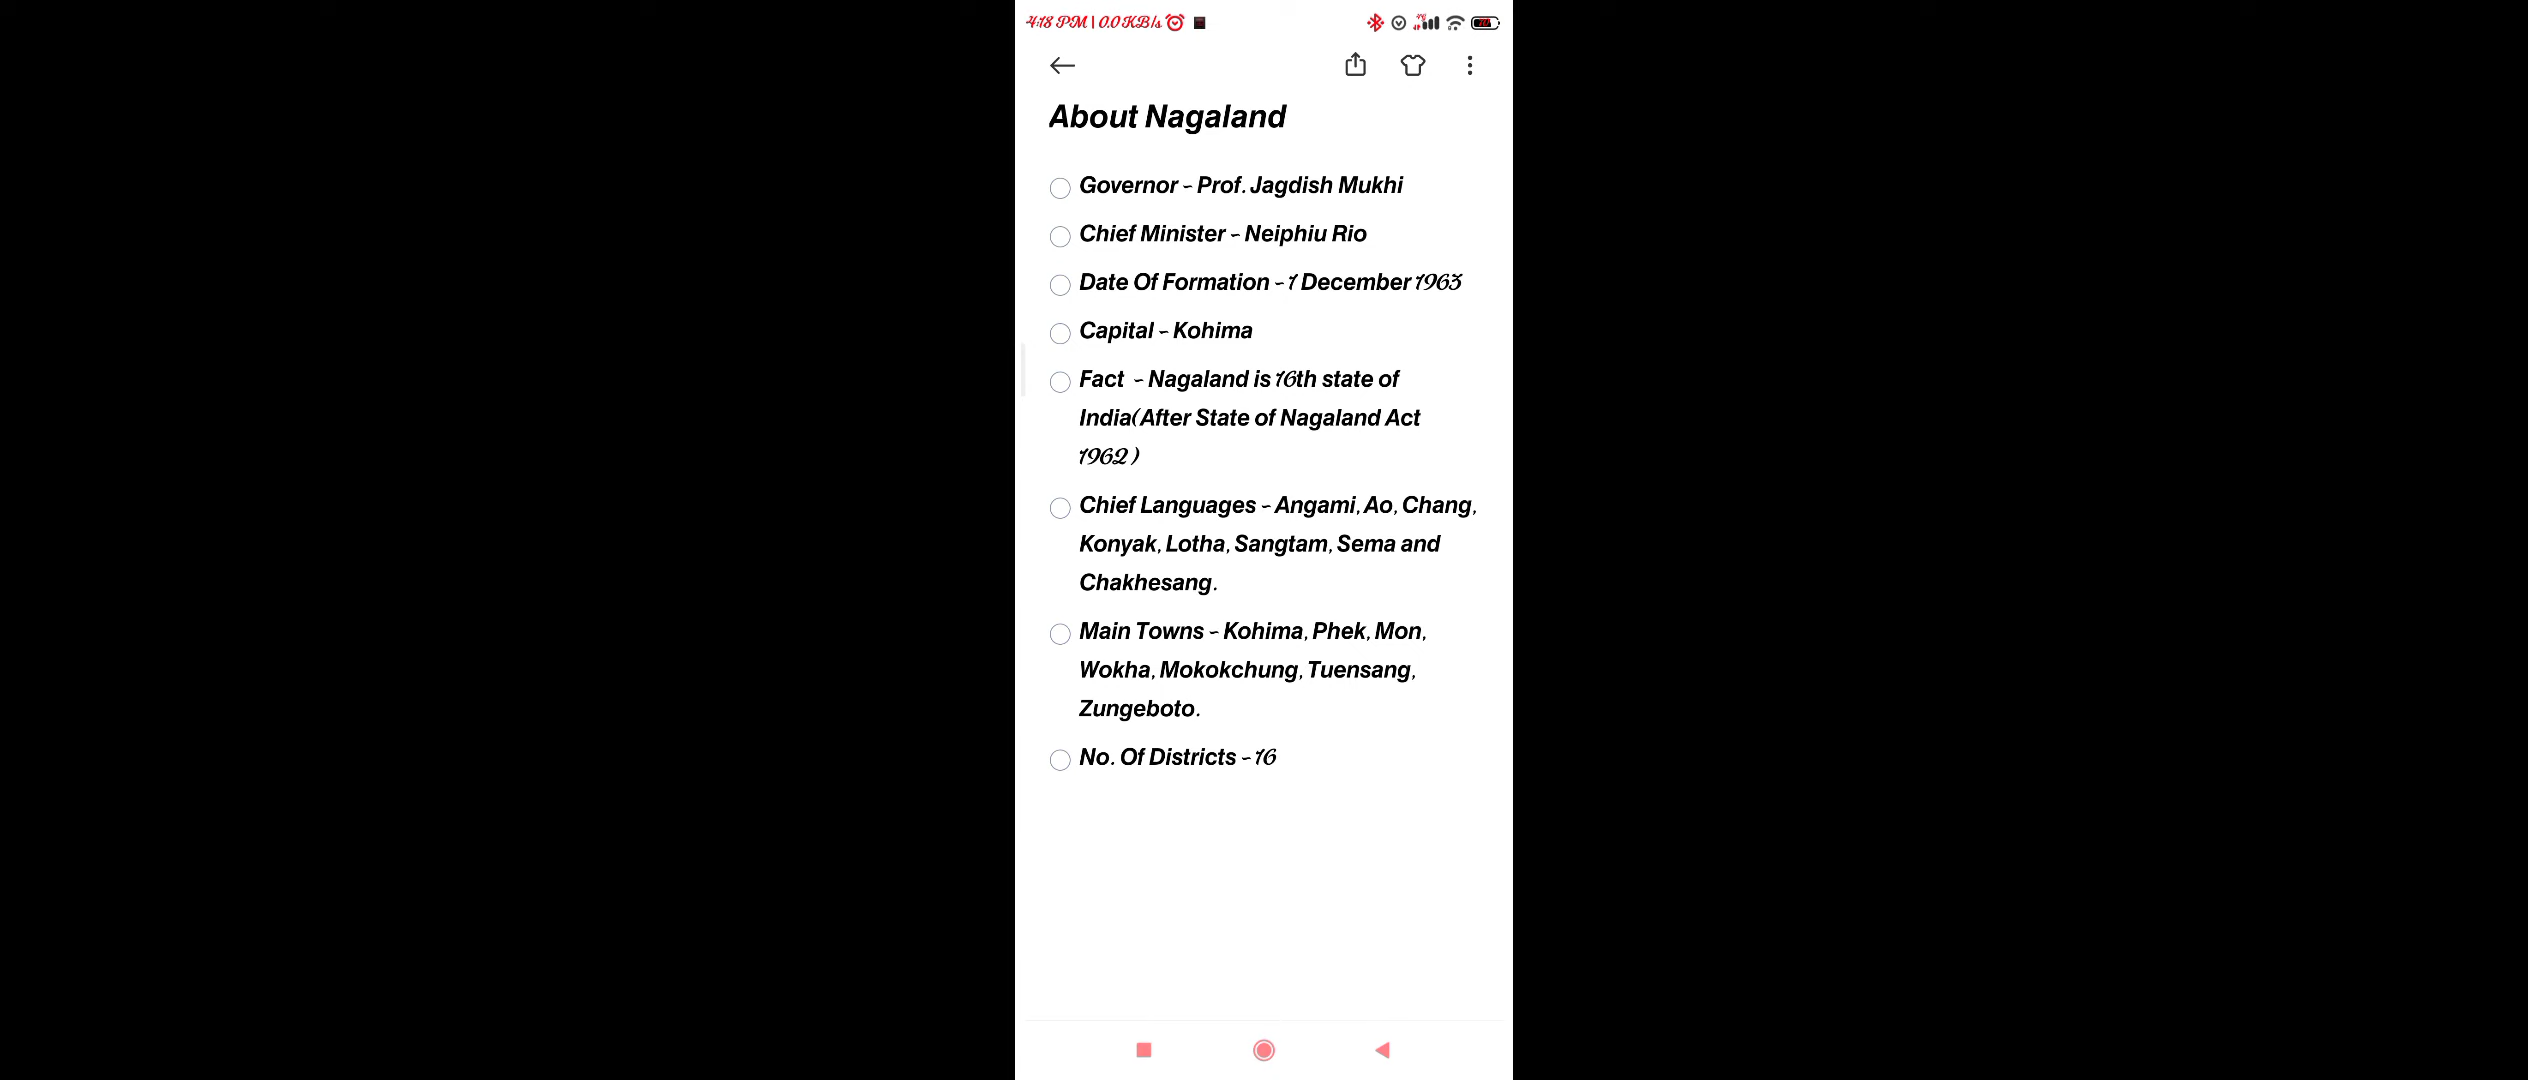 4:18 PM | 0.0 KB/s
About Nagaland
Governor - Prof. Jagdish Mukhi
Chief Minister - Neiphiu Rio
Date Of Formation - 1 December 1963
Capital - Kohima
Fact - Nagaland is 16th state of
India(After State of Nagaland Act
1962)
Chief Languages - Angami, Ao, Chang,
Konyak, Lotha, Sangtam, Sema and
Chakhesang.
Main Towns - Kohima, Phek, Mon,
Wokha, Mokokchung, Tuensang,
Zungeboto.
No. Of Districts - 16